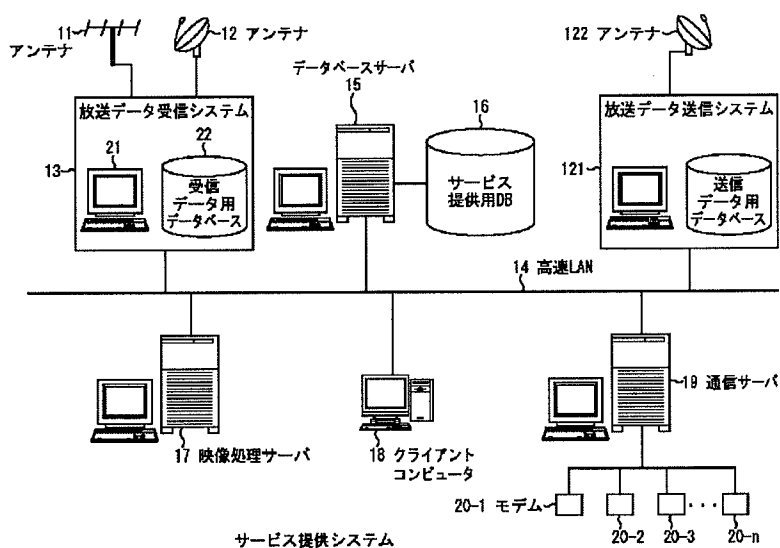 11
アンテナ
12 アンテナ
122 アンテナ
データベースサーバ
15
放送データ受信システム
16
放送データ送信システム
13
21
22
受信
データ用
データベース
サービス
提供用DB
121
送信
データ用
データベース
14 高速LAN
17 映像処理サーバ
18 クライアント
コンピュータ
19 通信サーバ
20-1 モデム
20-2
20-3
20-n
サービス提供システム